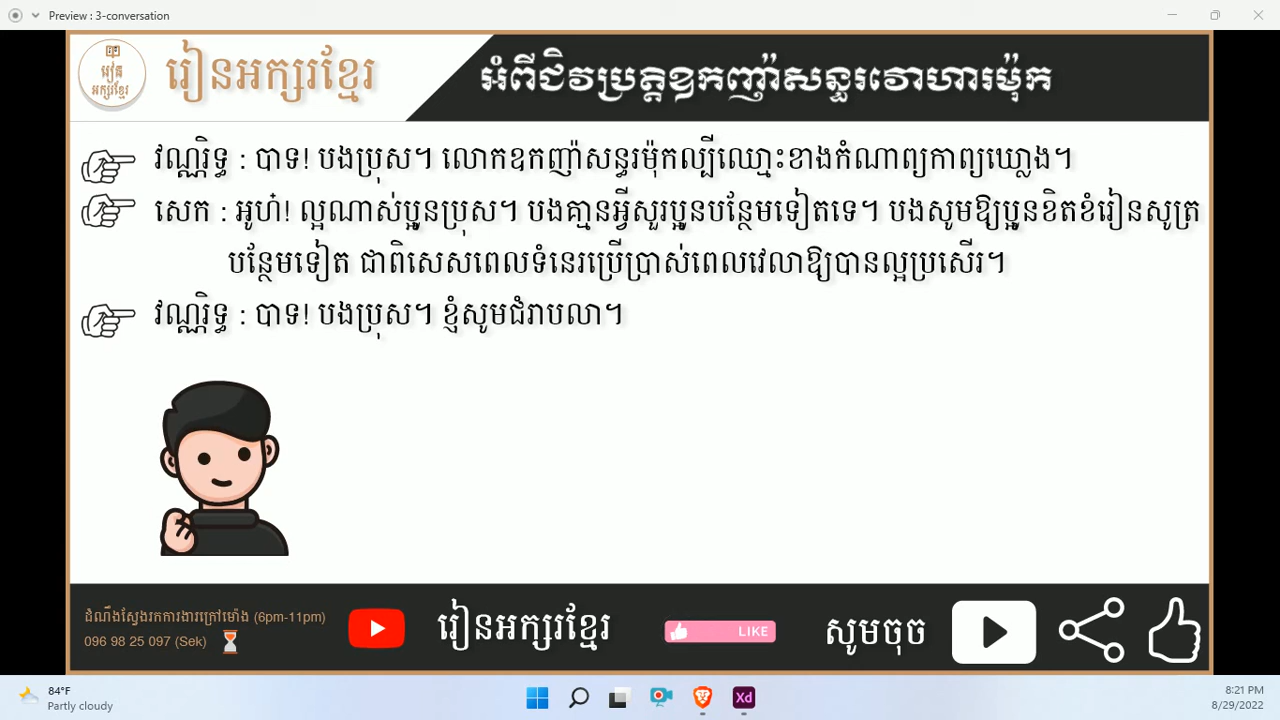 Preview : 3-conversation
រៀន
អក្សរខ្មែរ
រៀនអក្សរខ្មែរ
អំពីជិវប្រត្តិឧកញ៉ាសន្ធរវោហារម៉ុក
វណ្ណរិទ្ធ : បាទ! បងប្រុស។ លោកឧកញ៉ាសន្ធរម៉ុកល្បីឈ្មោះខាងកំណាព្យកាព្យឃ្លោង។
សេក : អូហ៎! ល្អណាស់ប្អូនប្រុស។ បងគ្មានអ្វីសួរប្អូនបន្ថែមទៀតទេ។ បងសូមឱ្យប្អូនខិតខំរៀនសូត្រ
បន្ថែមទៀត ជាពិសេសពេលទំនេរប្រើប្រាស់ពេលវេលាឱ្យបានល្អប្រសើរ។
វណ្ណរិទ្ធ : បាទ! បងប្រុស។ ខ្ញុំសូមជំរាបលា។
ដំណឹងស្វែងរកការងារក្រៅម៉ោង (6pm-11pm)
096 98 25 097 (Sek)
រៀនអក្សរខ្មែរ
LIKE
សូមចុច
84°F
Partly cloudy
Xd
8:21 PM
8/29/2022